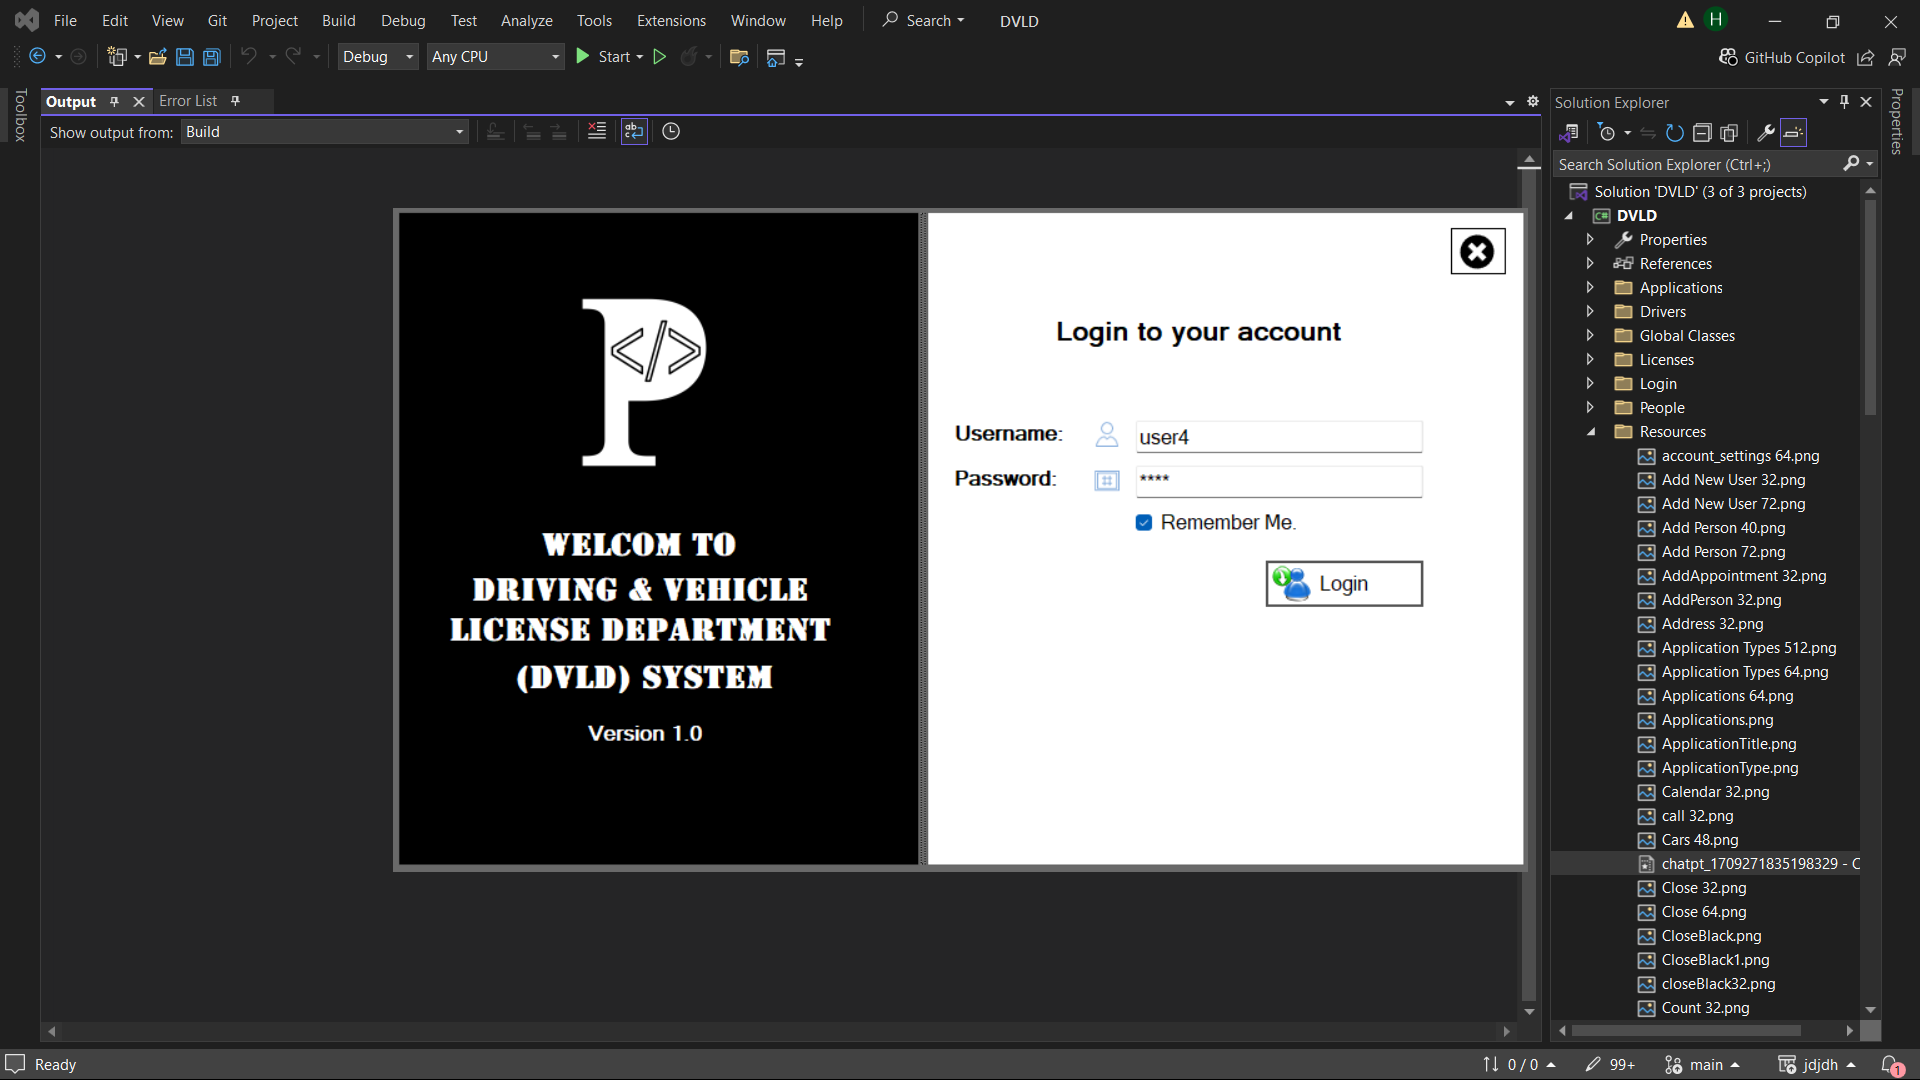 File Edit View Git Project Build Debug Test Analyze Tools Extensions Window Help Search DVLD H
Debug Any CPU Start GitHub Copilot
Toolbox
Output Error List
Show output from: Build
P
</>
WELCOM TO
DRIVING & VEHICLE
LICENSE DEPARTMENT
(DVLD) SYSTEM
Version 1.0
Login to your account
Username: user4
Password: ****
Remember Me.
Login
Solution Explorer
Search Solution Explorer (Ctrl+;)
Solution 'DVLD' (3 of 3 projects)
DVLD
Properties
References
Applications
Drivers
Global Classes
Licenses
Login
People
Resources
account_settings 64.png
Add New User 32.png
Add New User 72.png
Add Person 40.png
Add Person 72.png
AddAppointment 32.png
AddPerson 32.png
Address 32.png
Application Types 512.png
Application Types 64.png
Applications 64.png
Applications.png
ApplicationTitle.png
ApplicationType.png
Calendar 32.png
call 32.png
Cars 48.png
chatpt_1709271835198329 - C
Close 32.png
Close 64.png
CloseBlack.png
CloseBlack1.png
closeBlack32.png
Count 32.png
Properties
Ready 0 / 0 99+ main jdjdh 1